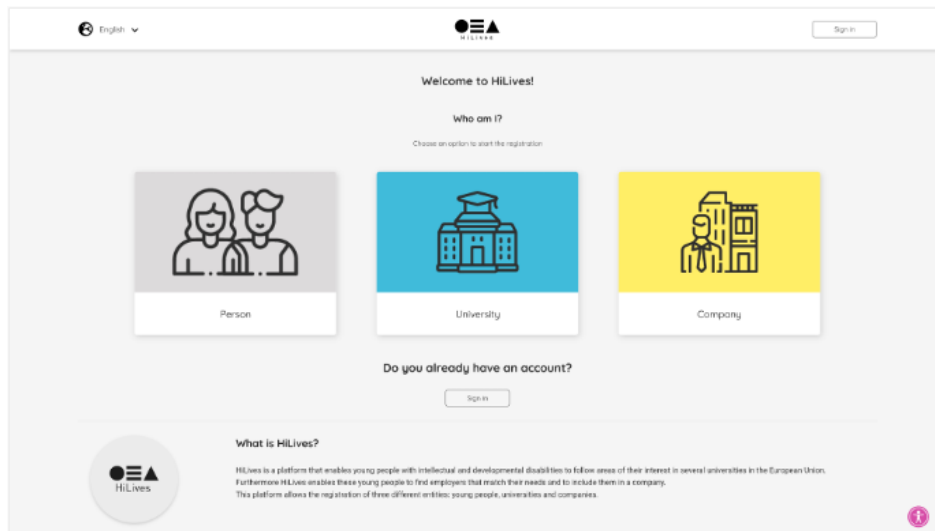 English
HiLives
Sign in
Welcome to HiLives!
Who am I?
Choose an option to start the registration
Person
University
Company
Do you already have an account?
Sign in
What is HiLives?
HiLives
HiLives is a platform that enables young people with intellectual and developmental disabilities to follow areas of their interest in several universities in the European Union.
Furthermore HiLives enables these young people to find employers that match their needs and to include them in a company.
This platform allows the registration of three different entities: young people, universities and companies.